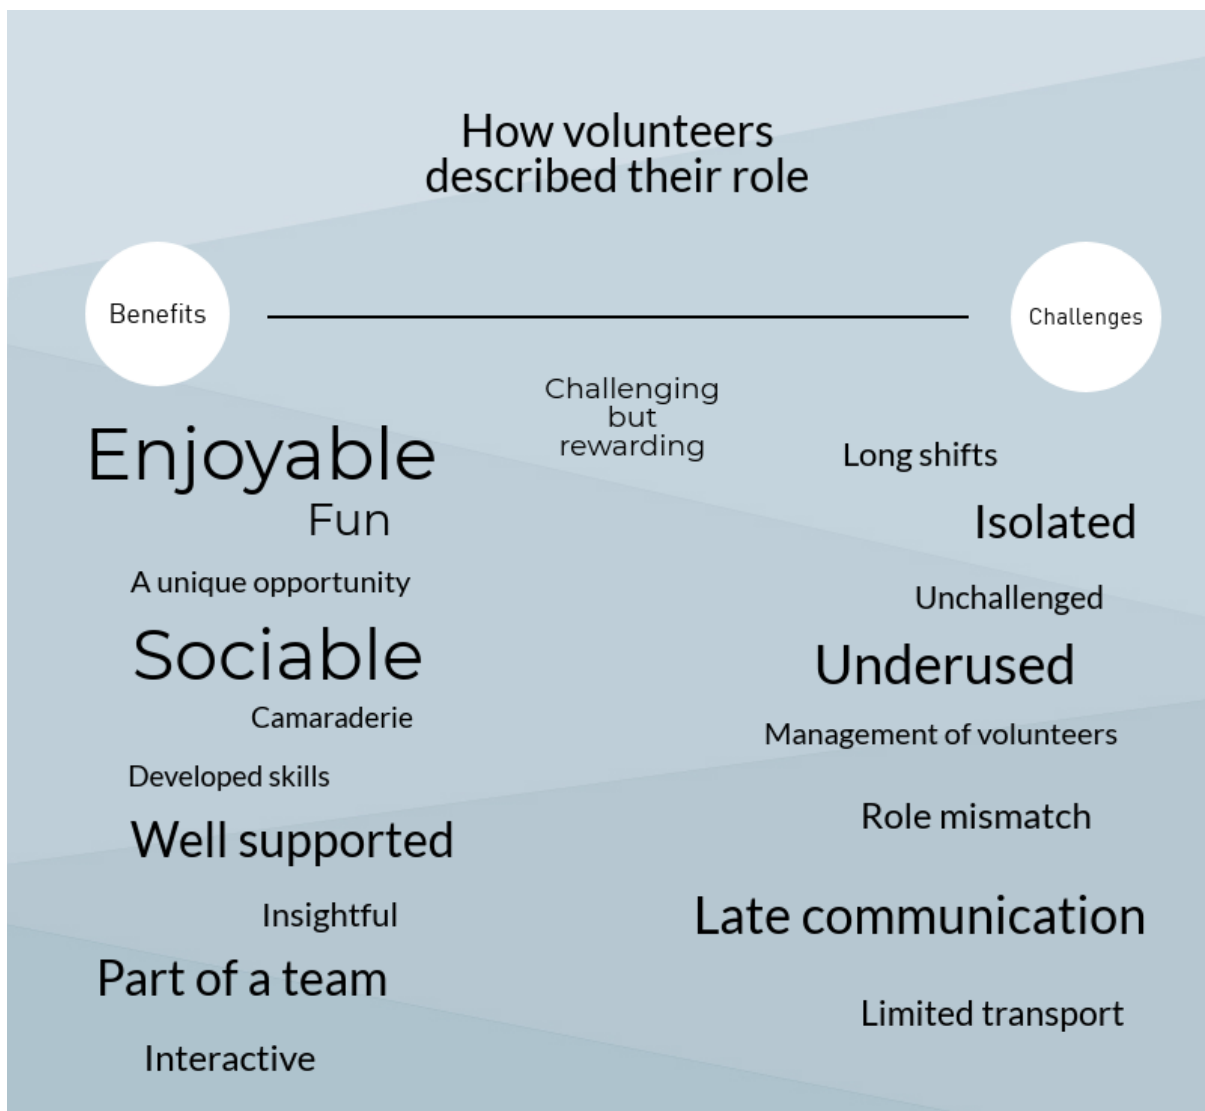 How volunteers
described their role
Benefits
Challenges
Challenging
but
rewarding
Enjoyable
Fun
A unique opportunity
Sociable
Camaraderie
Developed skills
Well supported
Insightful
Part of a team
Interactive
Long shifts
Isolated
Unchallenged
Underused
Management of volunteers
Role mismatch
Late communication
Limited transport